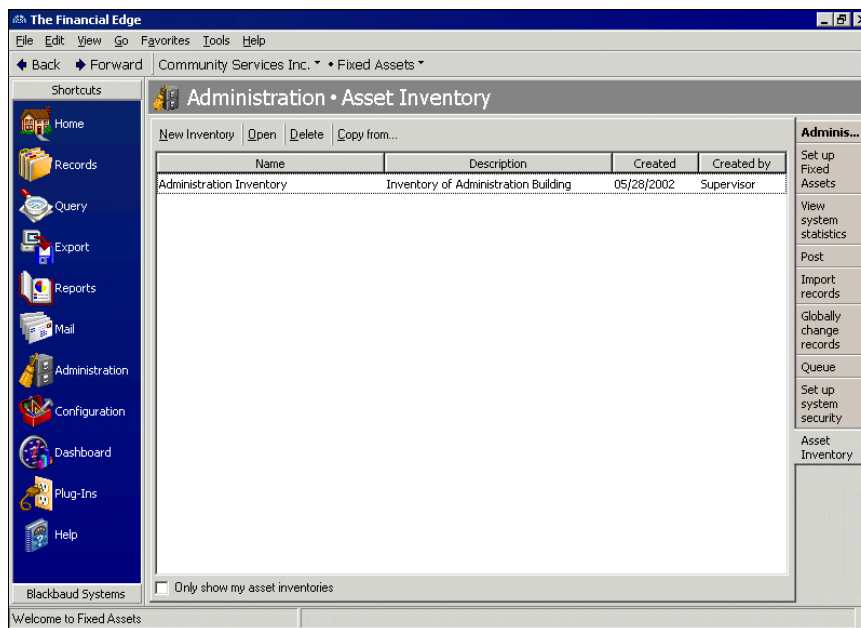 The Financial Edge
File Edit View Go Favorites Tools Help
Back Forward Community Services Inc. • Fixed Assets
Shortcuts
Home
Records
Query
Export
Reports
Mail
Administration
Configuration
Dashboard
Plug-Ins
Help
Blackbaud Systems
Administration • Asset Inventory
New Inventory Open Delete Copy from...
Name Description Created Created by
Administration Inventory Inventory of Administration Building 05/28/2002 Supervisor
Only show my asset inventories
Adminis...
Set up
Fixed
Assets
View
system
statistics
Post
Import
records
Globally
change
records
Queue
Set up
system
security
Asset
Inventory
Welcome to Fixed Assets